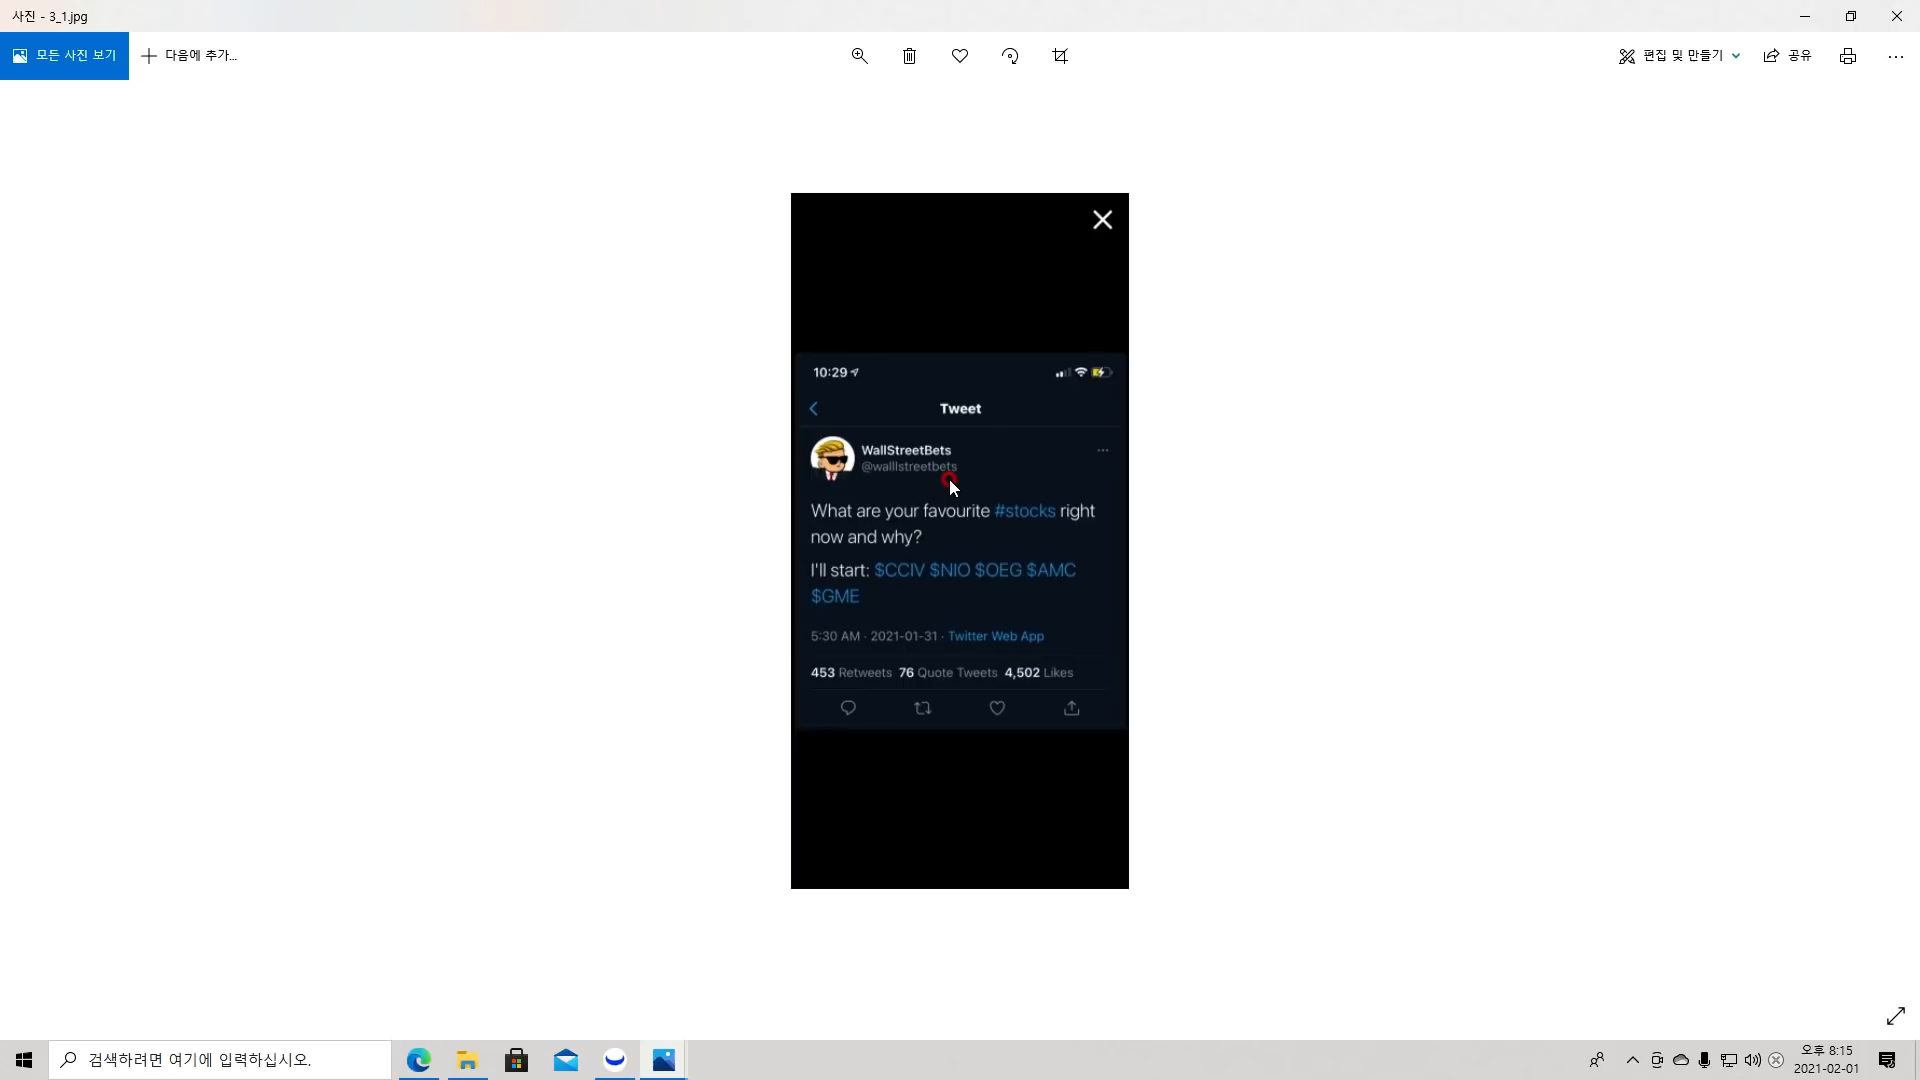 사진 - 3_1.jpg
모든 사진 보기
다음에 추가...
편집 및 만들기
공유
10:29
Tweet
WallStreetBets
@walllstreetbets
What are your favourite #stocks right
now and why?
I'll start: $CCIV $NIO $OEG $AMC
$GME
5:30 AM · 2021-01-31 · Twitter Web App
453 Retweets 76 Quote Tweets 4,502 Likes
검색하려면 여기에 입력하십시오.
오후 8:15
2021-02-01